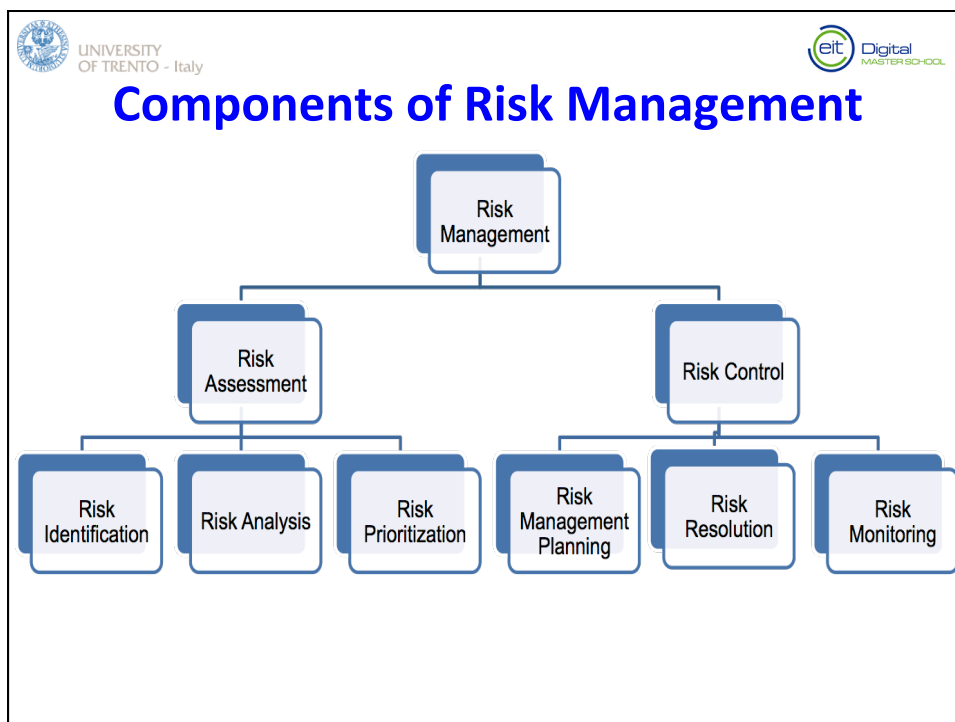 UNIVERSITY
OF TRENTO - Italy
eit Digital
MASTER SCHOOL
Components of Risk Management
Risk
Management
Risk
Assessment
Risk Control
Risk
Identification
Risk Analysis
Risk
Prioritization
Risk
Management
Planning
Risk
Resolution
Risk
Monitoring